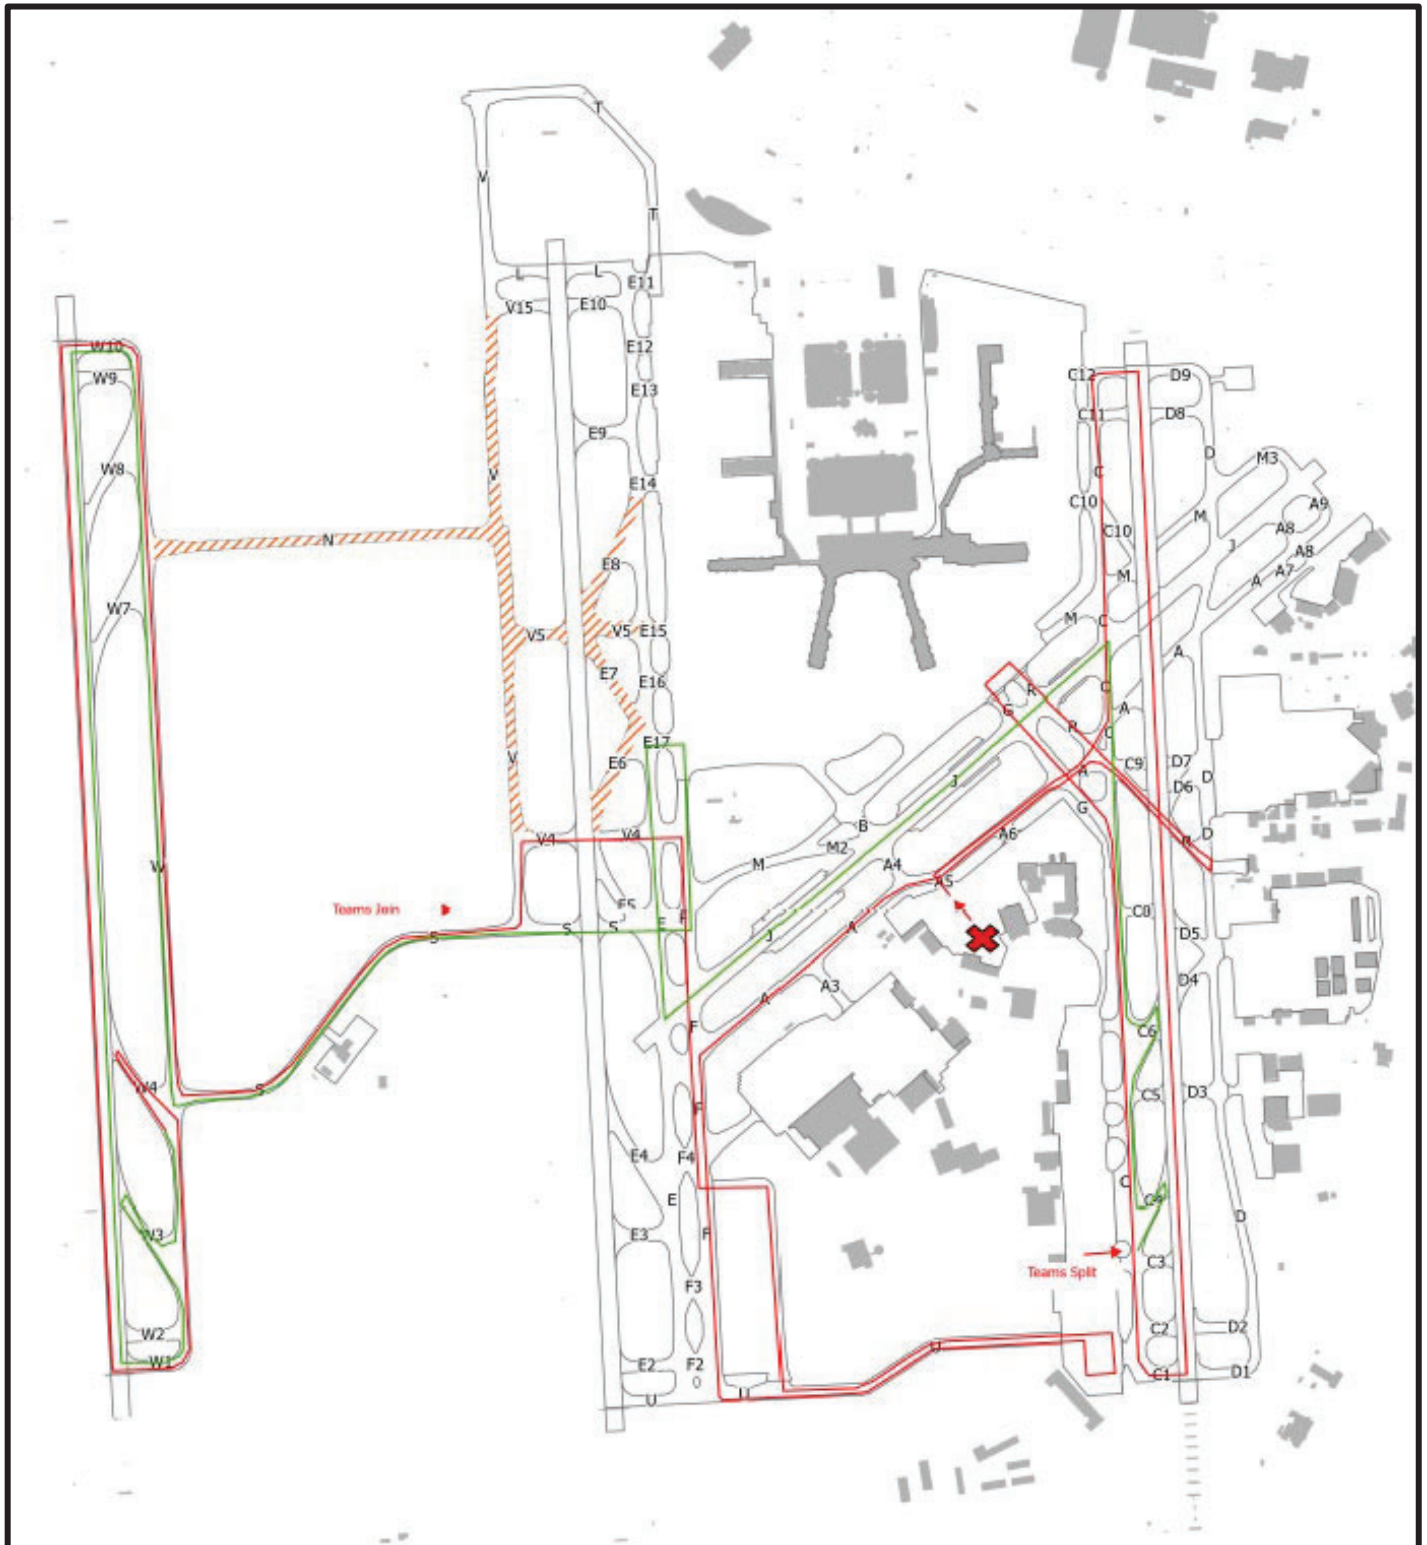 T
V
T
L
L
E11
V15
E10
E12
W10
W9
C12
D9
E13
C11
D8
E9
D
M3
W8
V
C
E14
C10
A9
M
C10
A8
N
J
A8
E8
A7
M
A
W7
M
C
V5
V5
E15
A
E7
E16
C
R
A
G
R
C
E17
V
E6
C9
D7
A
D
J
D6
G
B
V4
V4
A6
D
R
M2
M
A4
W
A5
E5
Teams Join
C8
F
E
S
S
S
A
D5
J
D4
A3
A
F
C6
W4
S
D3
C5
F
E4
F4
C
C4
E
D
W3
F
E3
C3
Teams Split
F3
W2
C2
D2
U
W1
E2
F2
C1
D1
U
U